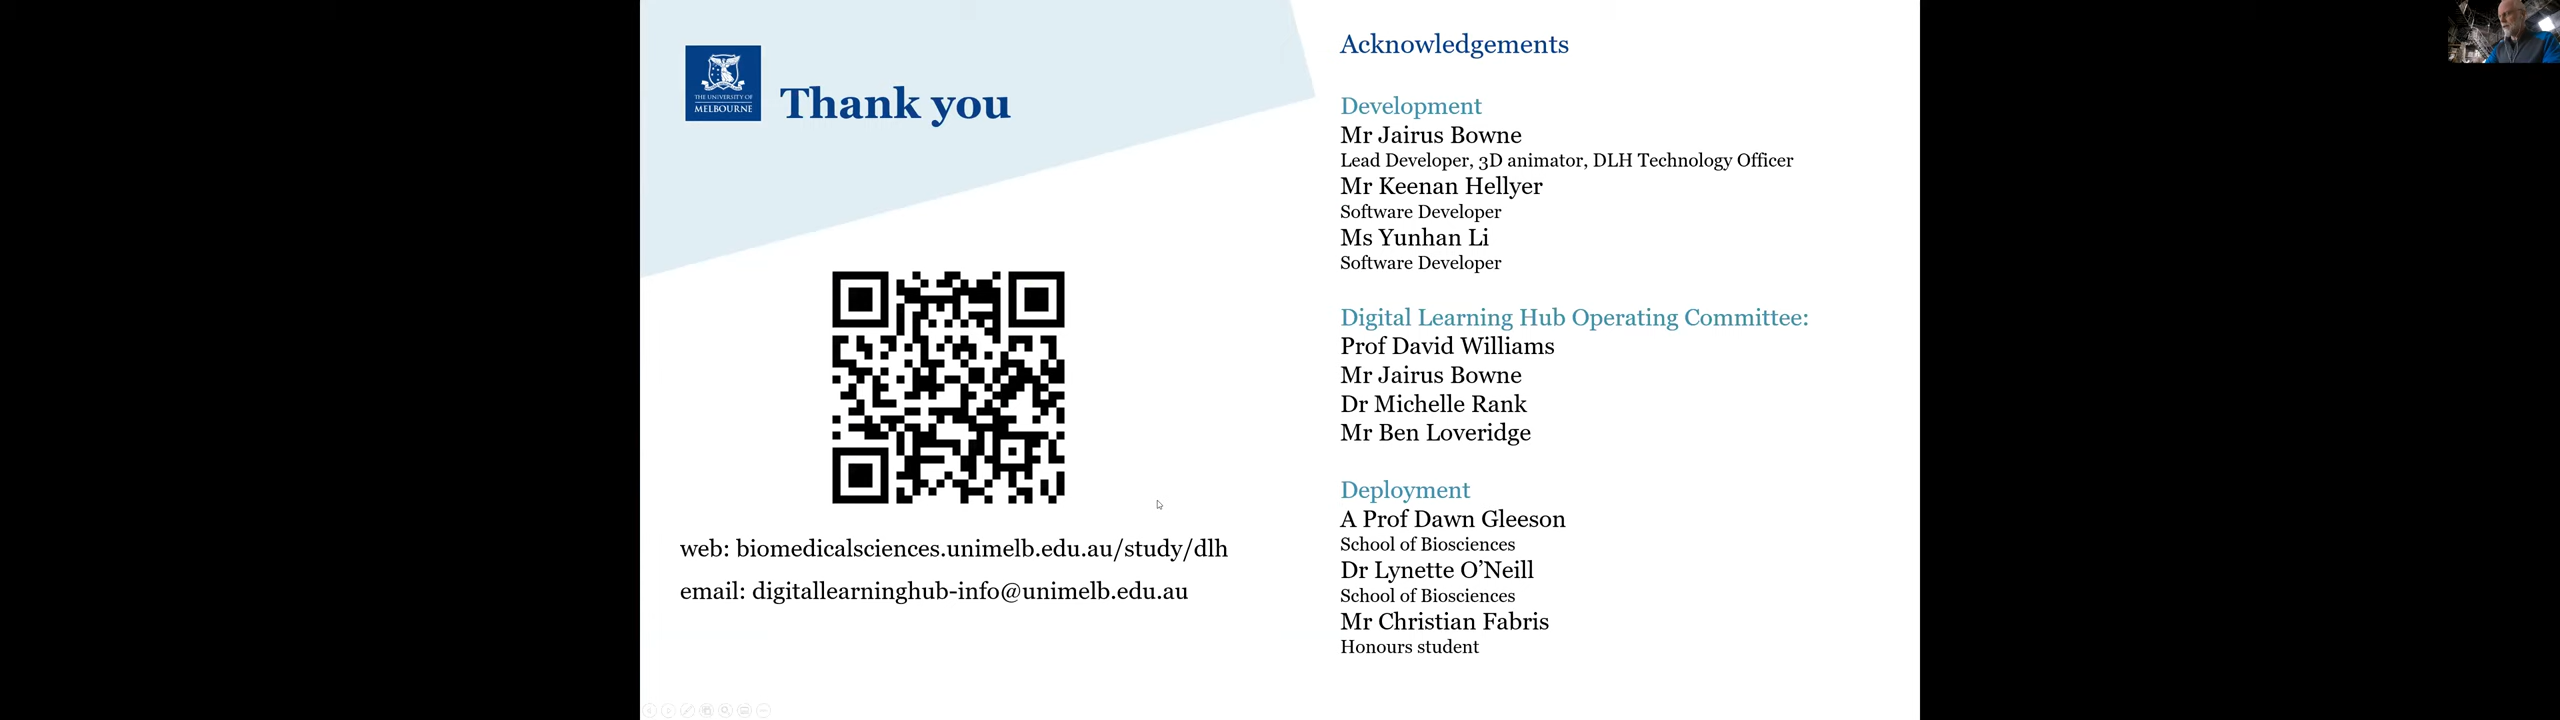 THE UNIVERSITY OF
MELBOURNE
Thank you
web: biomedicalsciences.unimelb.edu.au/study/dlh
email: digitallearninghub-info@unimelb.edu.au
Acknowledgements
Development
Mr Jairus Bowne
Lead Developer, 3D animator, DLH Technology Officer
Mr Keenan Hellyer
Software Developer
Ms Yunhan Li
Software Developer
Digital Learning Hub Operating Committee:
Prof David Williams
Mr Jairus Bowne
Dr Michelle Rank
Mr Ben Loveridge
Deployment
A Prof Dawn Gleeson
School of Biosciences
Dr Lynette O’Neill
School of Biosciences
Mr Christian Fabris
Honours student